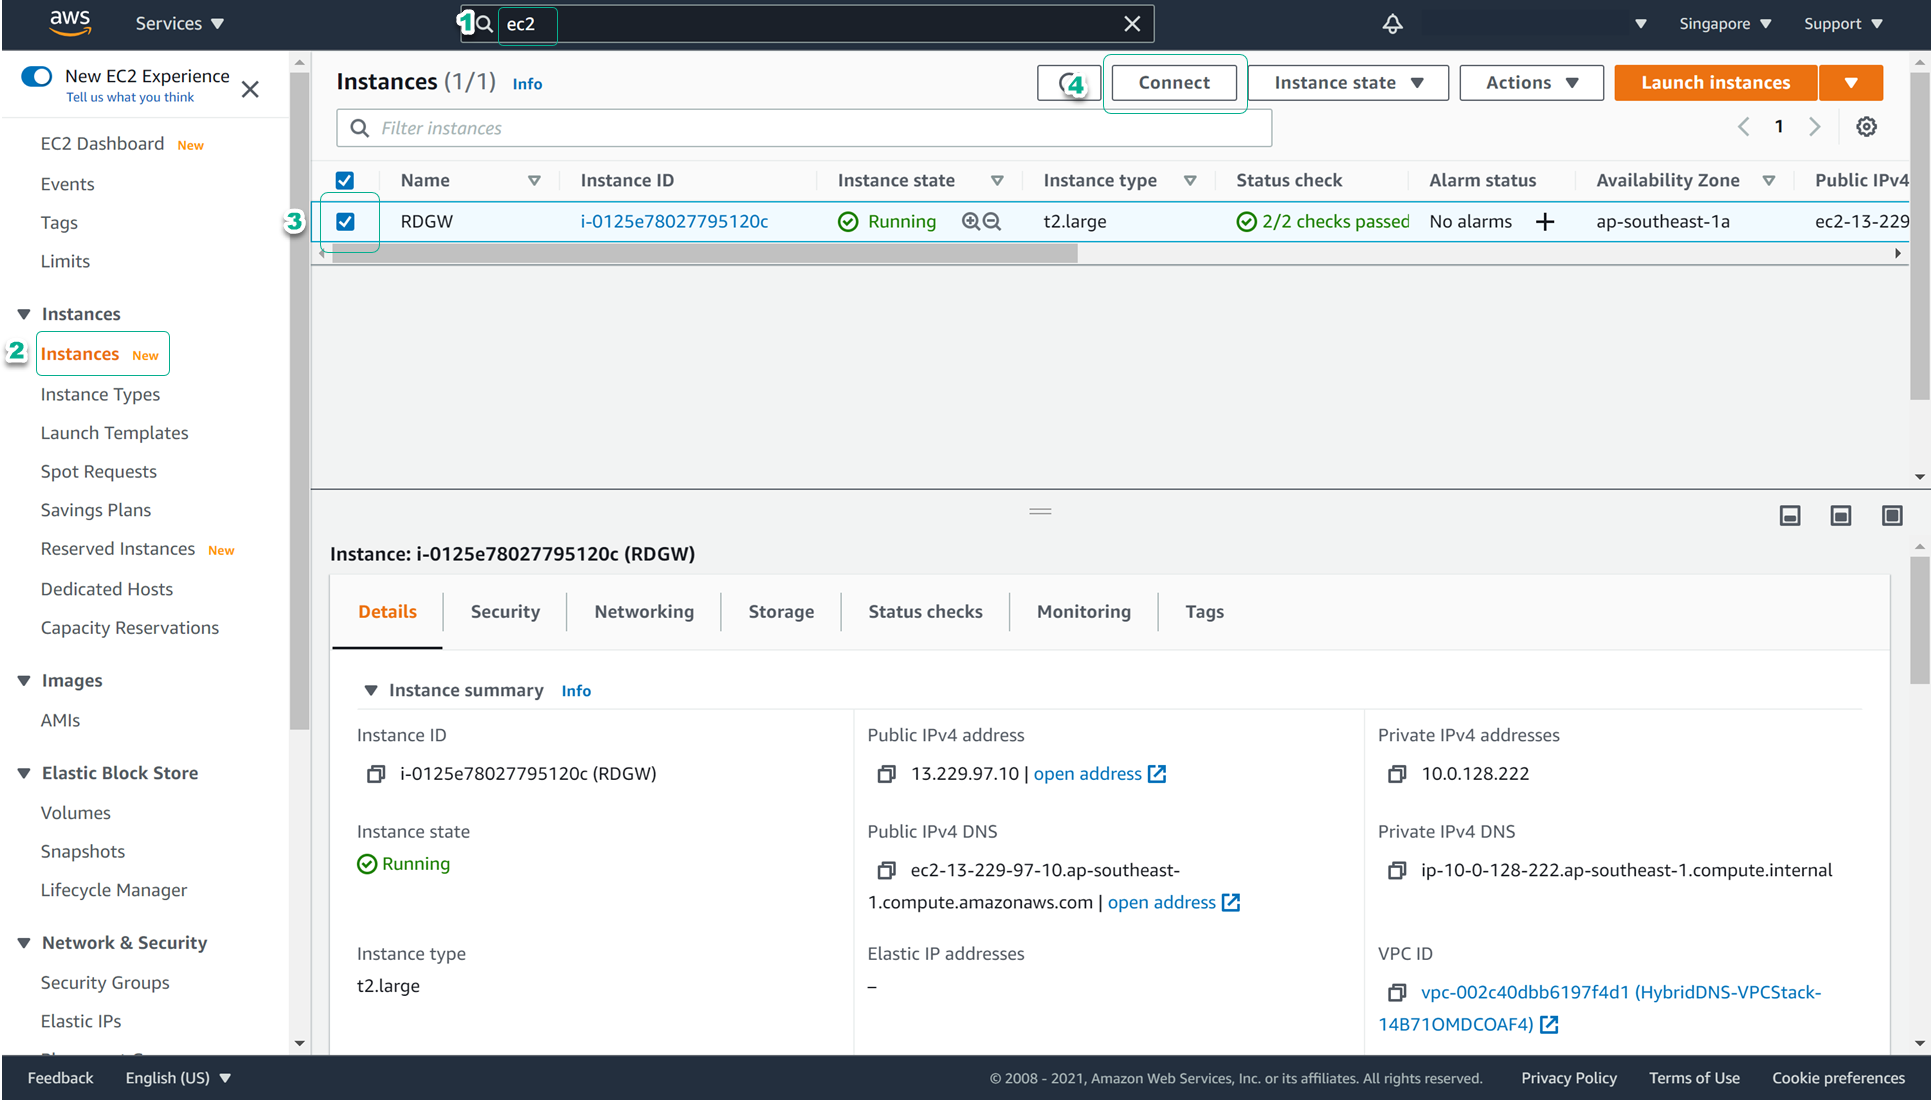 aws
Services
1
ec2
Singapore
Support
New EC2 Experience
Tell us what you think
EC2 Dashboard New
Events
Tags
Limits
Instances
2
Instances New
Instance Types
Launch Templates
Spot Requests
Savings Plans
Reserved Instances New
Dedicated Hosts
Capacity Reservations
Images
AMIs
Elastic Block Store
Volumes
Snapshots
Lifecycle Manager
Network & Security
Security Groups
Elastic IPs
Instances (1/1) Info
4
Connect
Instance state
Actions
Launch instances
Filter instances
1
Name Instance ID Instance state Instance type Status check Alarm status Availability Zone Public IPv4
3
RDGW i-0125e78027795120c Running t2.large 2/2 checks passed No alarms + ap-southeast-1a ec2-13-229
Instance: i-0125e78027795120c (RDGW)
Details Security Networking Storage Status checks Monitoring Tags
Instance summary Info
Instance ID
i-0125e78027795120c (RDGW)
Public IPv4 address
13.229.97.10 | open address
Private IPv4 addresses
10.0.128.222
Instance state
Running
Public IPv4 DNS
ec2-13-229-97-10.ap-southeast-
1.compute.amazonaws.com | open address
Private IPv4 DNS
ip-10-0-128-222.ap-southeast-1.compute.internal
Instance type
t2.large
Elastic IP addresses
–
VPC ID
vpc-002c40dbb6197f4d1 (HybridDNS-VPCStack-
14B71OMDCOAF4)
Feedback English (US) © 2008 - 2021, Amazon Web Services, Inc. or its affiliates. All rights reserved. Privacy Policy Terms of Use Cookie preferences